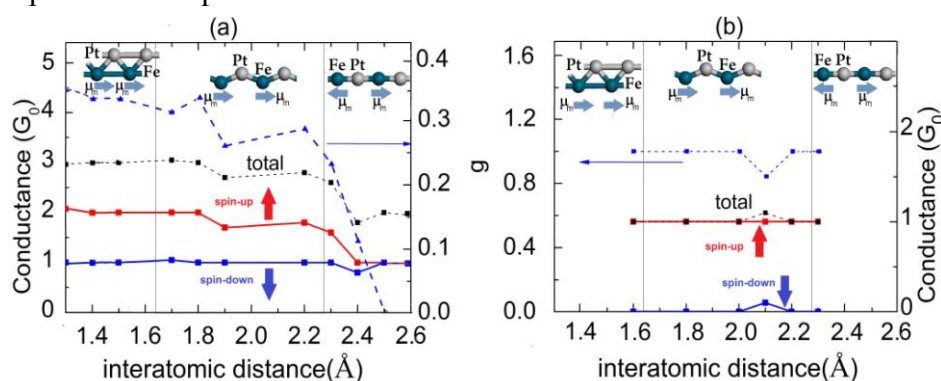 (a)
5
4
3
2
1
0
Conductance (G₀)
Pt
Fe
μm
μm
Pt
Fe
μm
μm
Fe Pt
μm
μm
total
spin-up
spin-down
0.4
0.3
0.2
0.1
0.0
1.4 1.6 1.8 2.0 2.2 2.4 2.6
interatomic distance(Å)
(b)
1.6
1.2
0.8
0.4
0.0
g
Pt
Fe
μm
μm
Pt
Fe
μm
μm
Fe Pt
μm
μm
total
spin-up
spin-down
2
1
0
Conductance (G₀)
1.4 1.6 1.8 2.0 2.2 2.4 2.6
interatomic distance(Å)